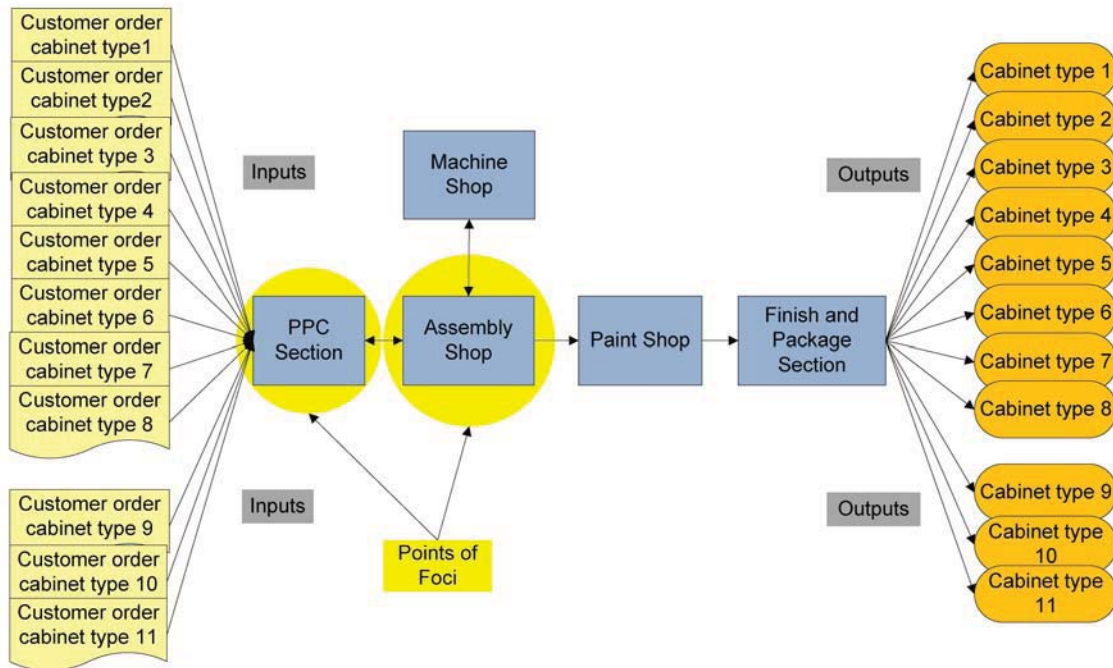 Customer order
cabinet type1
Customer order
cabinet type2
Customer order
cabinet type 3
Customer order
cabinet type 4
Customer order
cabinet type 5
Customer order
cabinet type 6
Customer order
cabinet type 7
Customer order
cabinet type 8
Customer order
cabinet type 9
Customer order
cabinet type 10
Customer order
cabinet type 11
Inputs
Inputs
Machine
Shop
PPC
Section
Assembly
Shop
Paint Shop
Finish and
Package
Section
Points of
Foci
Outputs
Outputs
Cabinet type 1
Cabinet type 2
Cabinet type 3
Cabinet type 4
Cabinet type 5
Cabinet type 6
Cabinet type 7
Cabinet type 8
Cabinet type 9
Cabinet type
10
Cabinet type
11